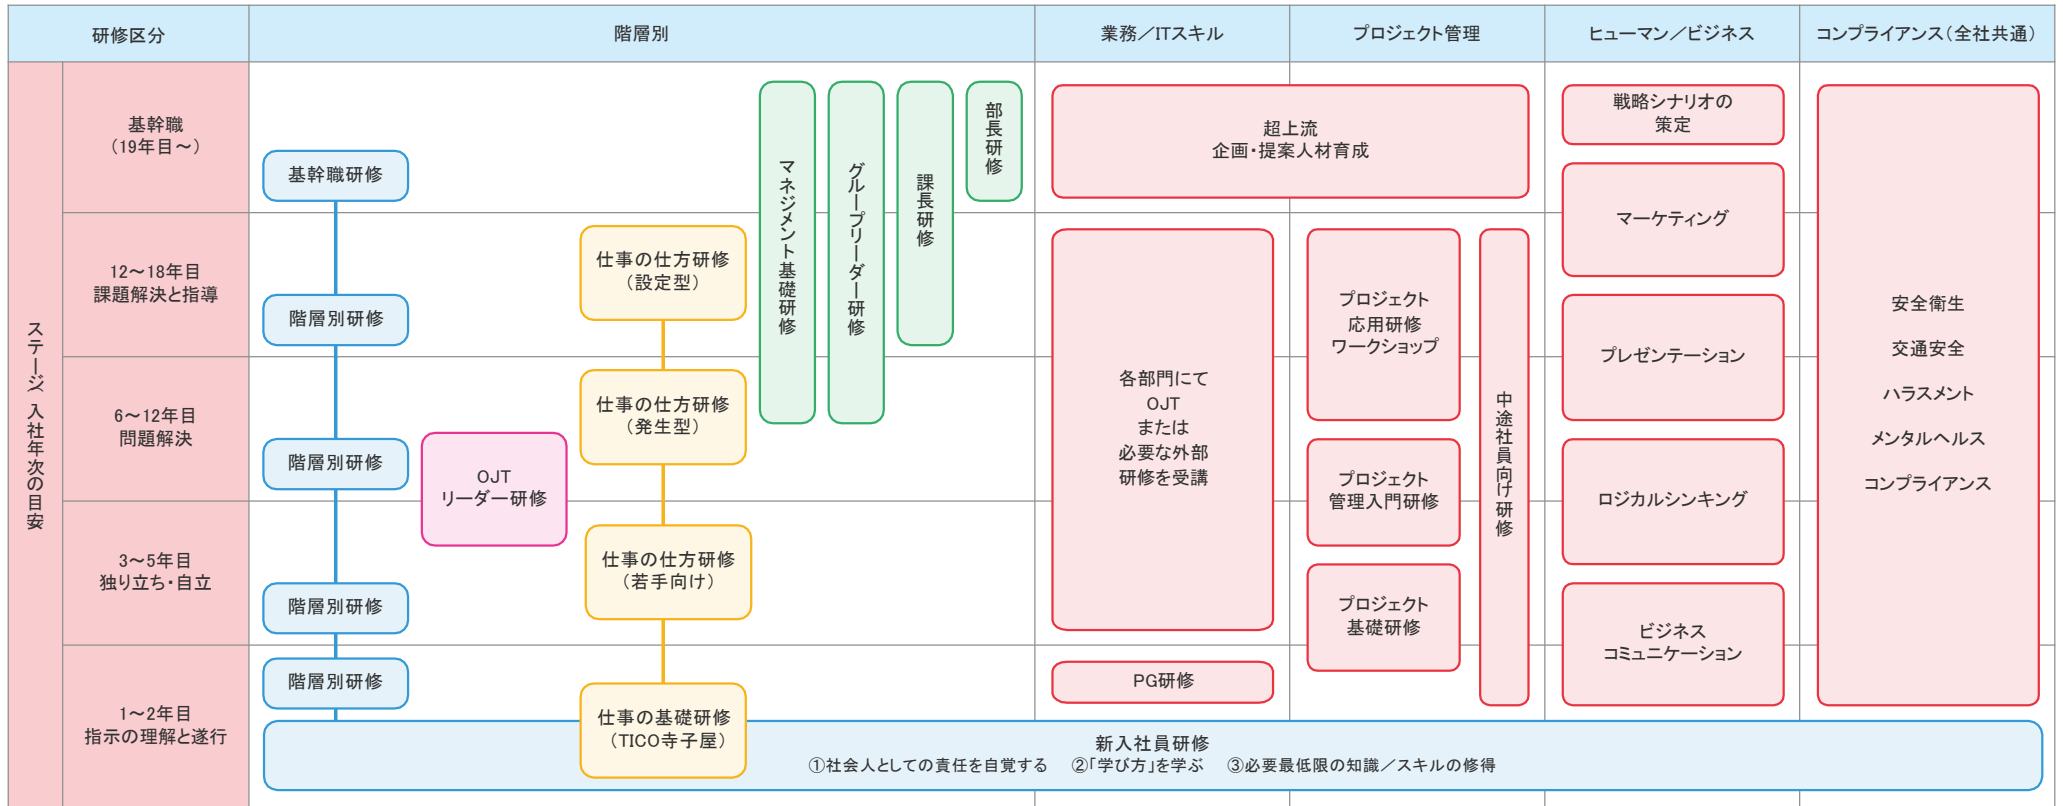 研修区分
階層別
業務／ITスキル
プロジェクト管理
ヒューマン／ビジネス
コンプライアンス（全社共通）
ステージ／入社年次の目安
基幹職
（19年目～）
12～18年目
課題解決と指導
6～12年目
問題解決
3～5年目
独り立ち・自立
1～2年目
指示の理解と遂行
基幹職研修
階層別研修
階層別研修
階層別研修
階層別研修
OJT
リーダー研修
仕事の仕方研修
（設定型）
仕事の仕方研修
（発生型）
仕事の仕方研修
（若手向け）
仕事の基礎研修
（TICO寺子屋）
マネジメント基礎研修
グループリーダー研修
課長研修
部長研修
超上流
企画・提案人材育成
各部門にて
OJT
または
必要な外部
研修を受講
PG研修
プロジェクト
応用研修
ワークショップ
プロジェクト
管理入門研修
プロジェクト
基礎研修
中途社員向け研修
戦略シナリオの
策定
マーケティング
プレゼンテーション
ロジカルシンキング
ビジネス
コミュニケーション
安全衛生
交通安全
ハラスメント
メンタルヘルス
コンプライアンス
新入社員研修
①社会人としての責任を自覚する　②「学び方」を学ぶ　③必要最低限の知識／スキルの修得